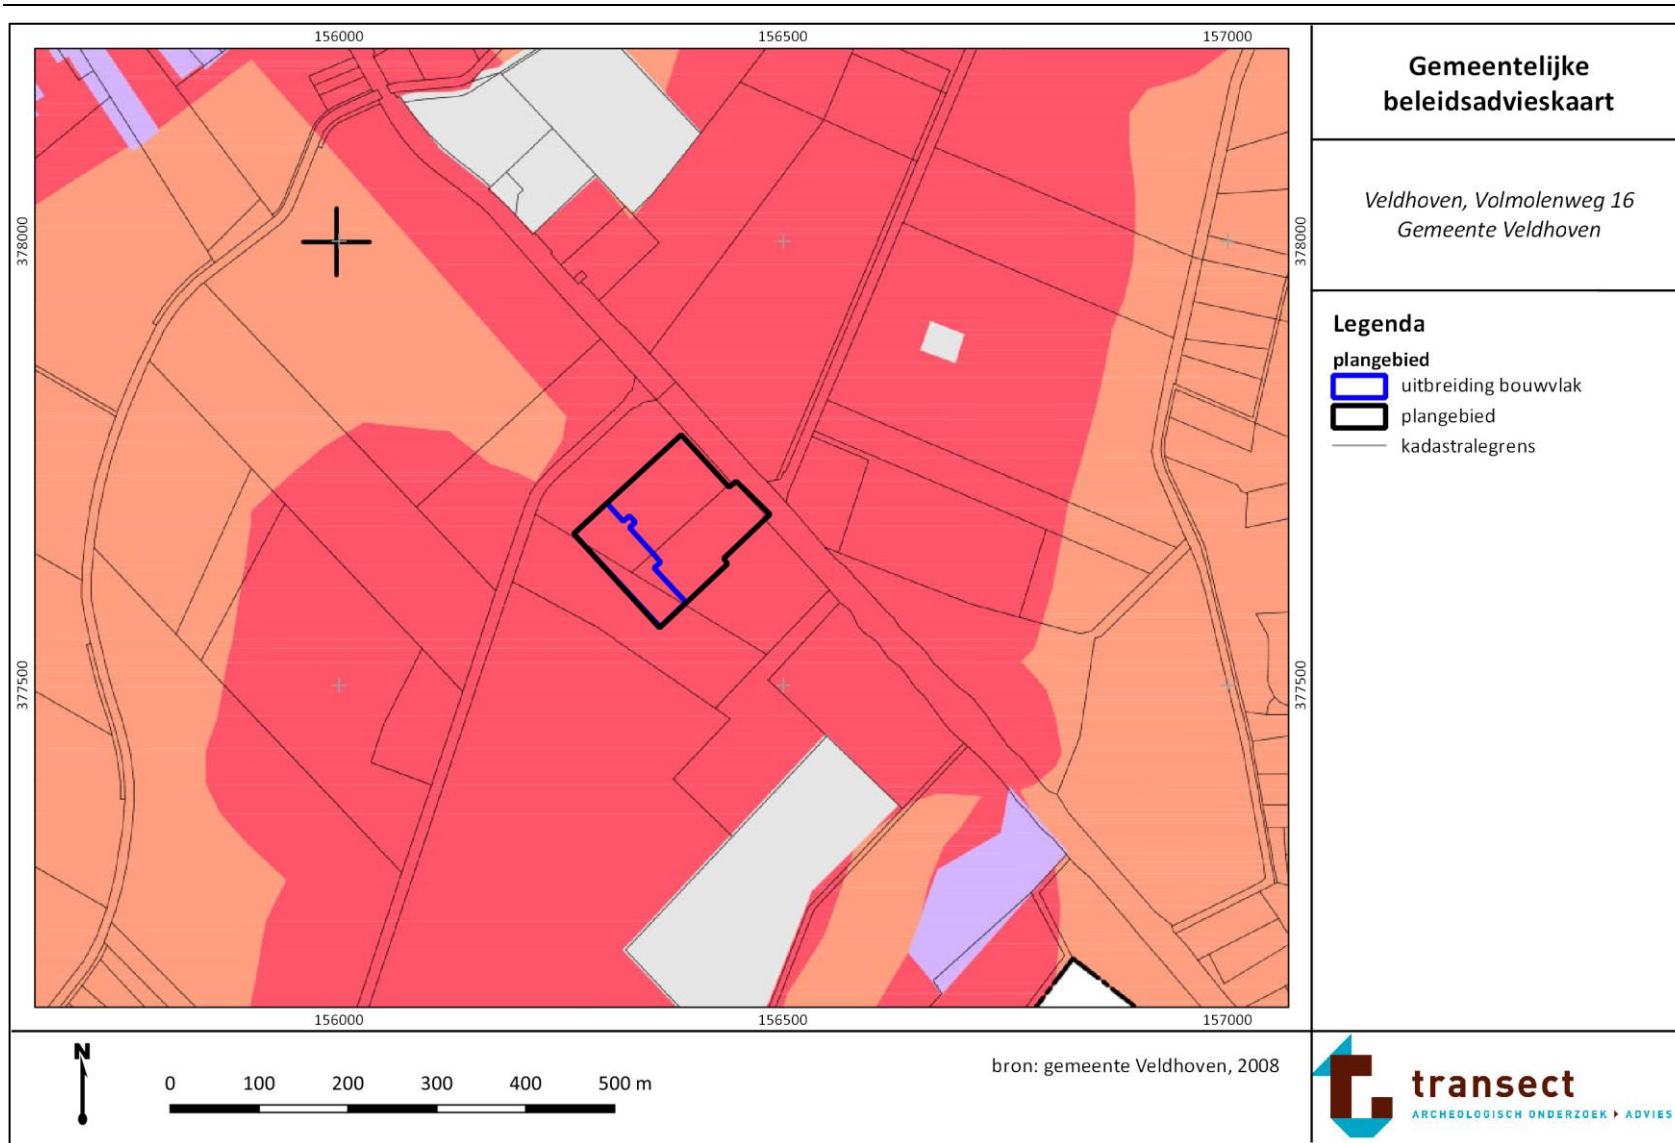 156000
156500
157000
378000
378000
377500
377500
156000
156500
157000
Gemeentelijke
beleidsadvieskaart
Veldhoven, Volmolenweg 16
Gemeente Veldhoven
Legenda
plangebied
uitbreiding bouwvlak
plangebied
kadastralegrens
N
0 100 200 300 400 500 m
bron: gemeente Veldhoven, 2008
transect
ARCHEOLOGISCH ONDERZOEK ▸ ADVIES